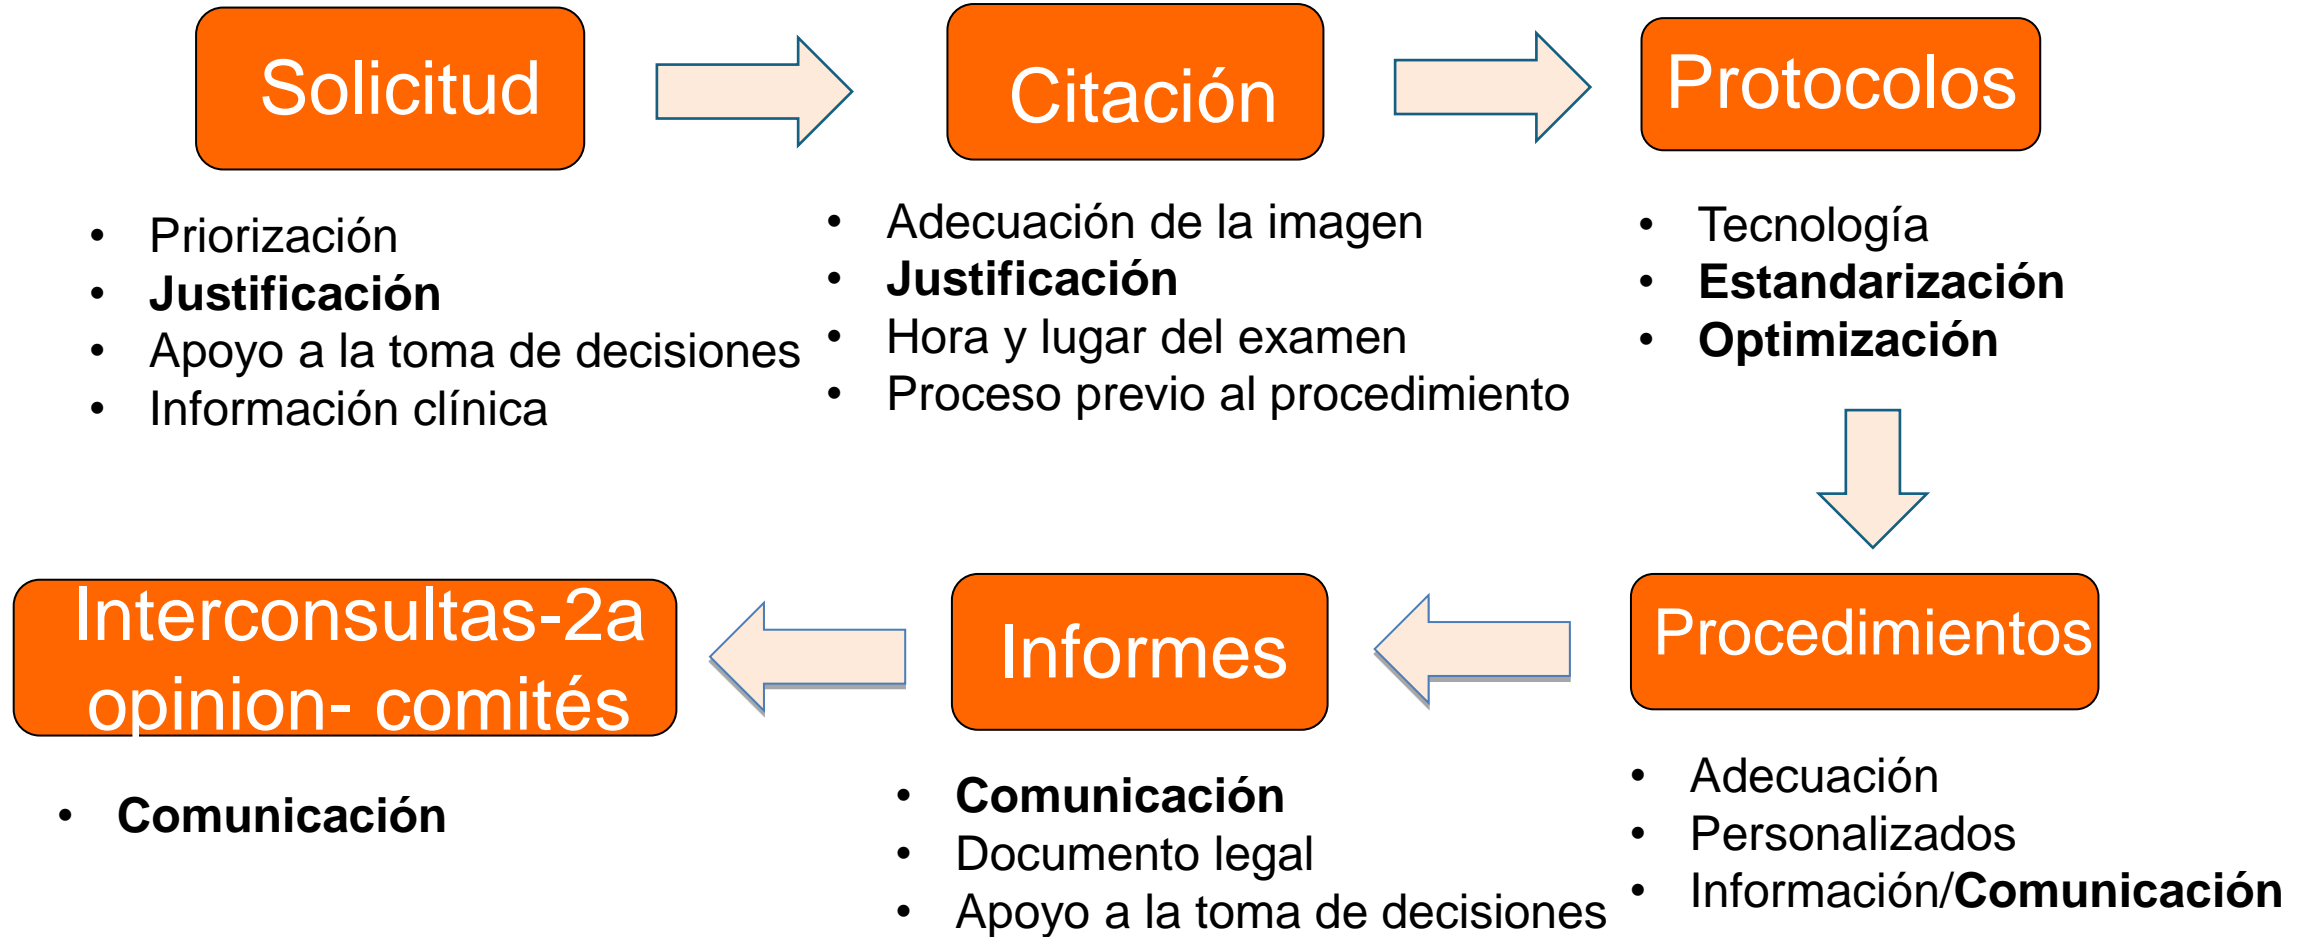 Solicitud
• Priorización
• Justificación
• Apoyo a la toma de decisiones
• Información clínica
Citación
• Adecuación de la imagen
• Justificación
• Hora y lugar del examen
• Proceso previo al procedimiento
Protocolos
• Tecnología
• Estandarización
• Optimización
Procedimientos
• Adecuación
• Personalizados
• Información/Comunicación
Informes
• Comunicación
• Documento legal
• Apoyo a la toma de decisiones
Interconsultas-2a
opinion- comités
• Comunicación